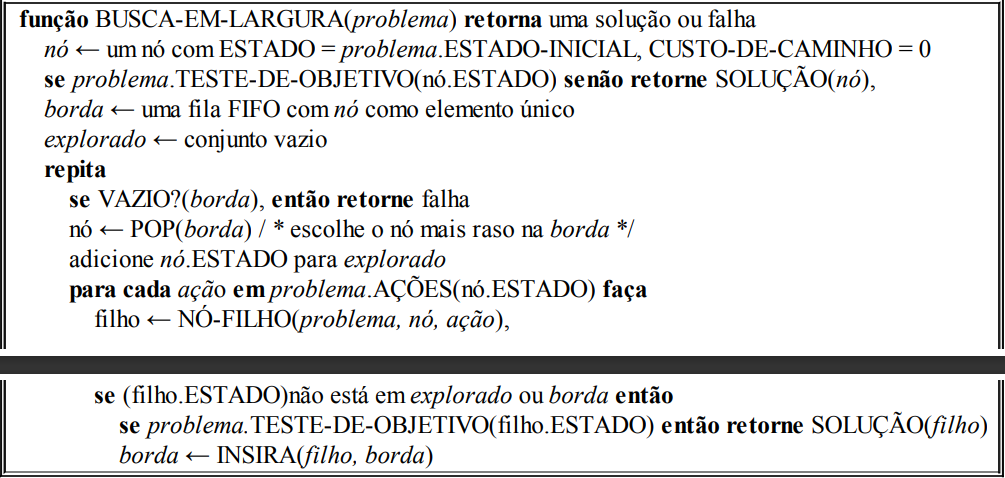 função BUSCA-EM-LARGURA(problema) retorna uma solução ou falha
nó ← um nó com ESTADO = problema.ESTADO-INICIAL, CUSTO-DE-CAMINHO = 0
se problema.TESTE-DE-OBJETIVO(nó.ESTADO) senão retorne SOLUÇÃO(nó),
borda ← uma fila FIFO com nó como elemento único
explorado ← conjunto vazio
repita
se VAZIO?(borda), então retorne falha
nó ← POP(borda) / * escolhe o nó mais raso na borda */
adicione nó.ESTADO para explorado
para cada ação em problema.AÇÕES(nó.ESTADO) faça
filho ← NÓ-FILHO(problema, nó, ação),
se (filho.ESTADO)não está em explorado ou borda então
se problema.TESTE-DE-OBJETIVO(filho.ESTADO) então retorne SOLUÇÃO(filho)
borda ← INSIRA(filho, borda)